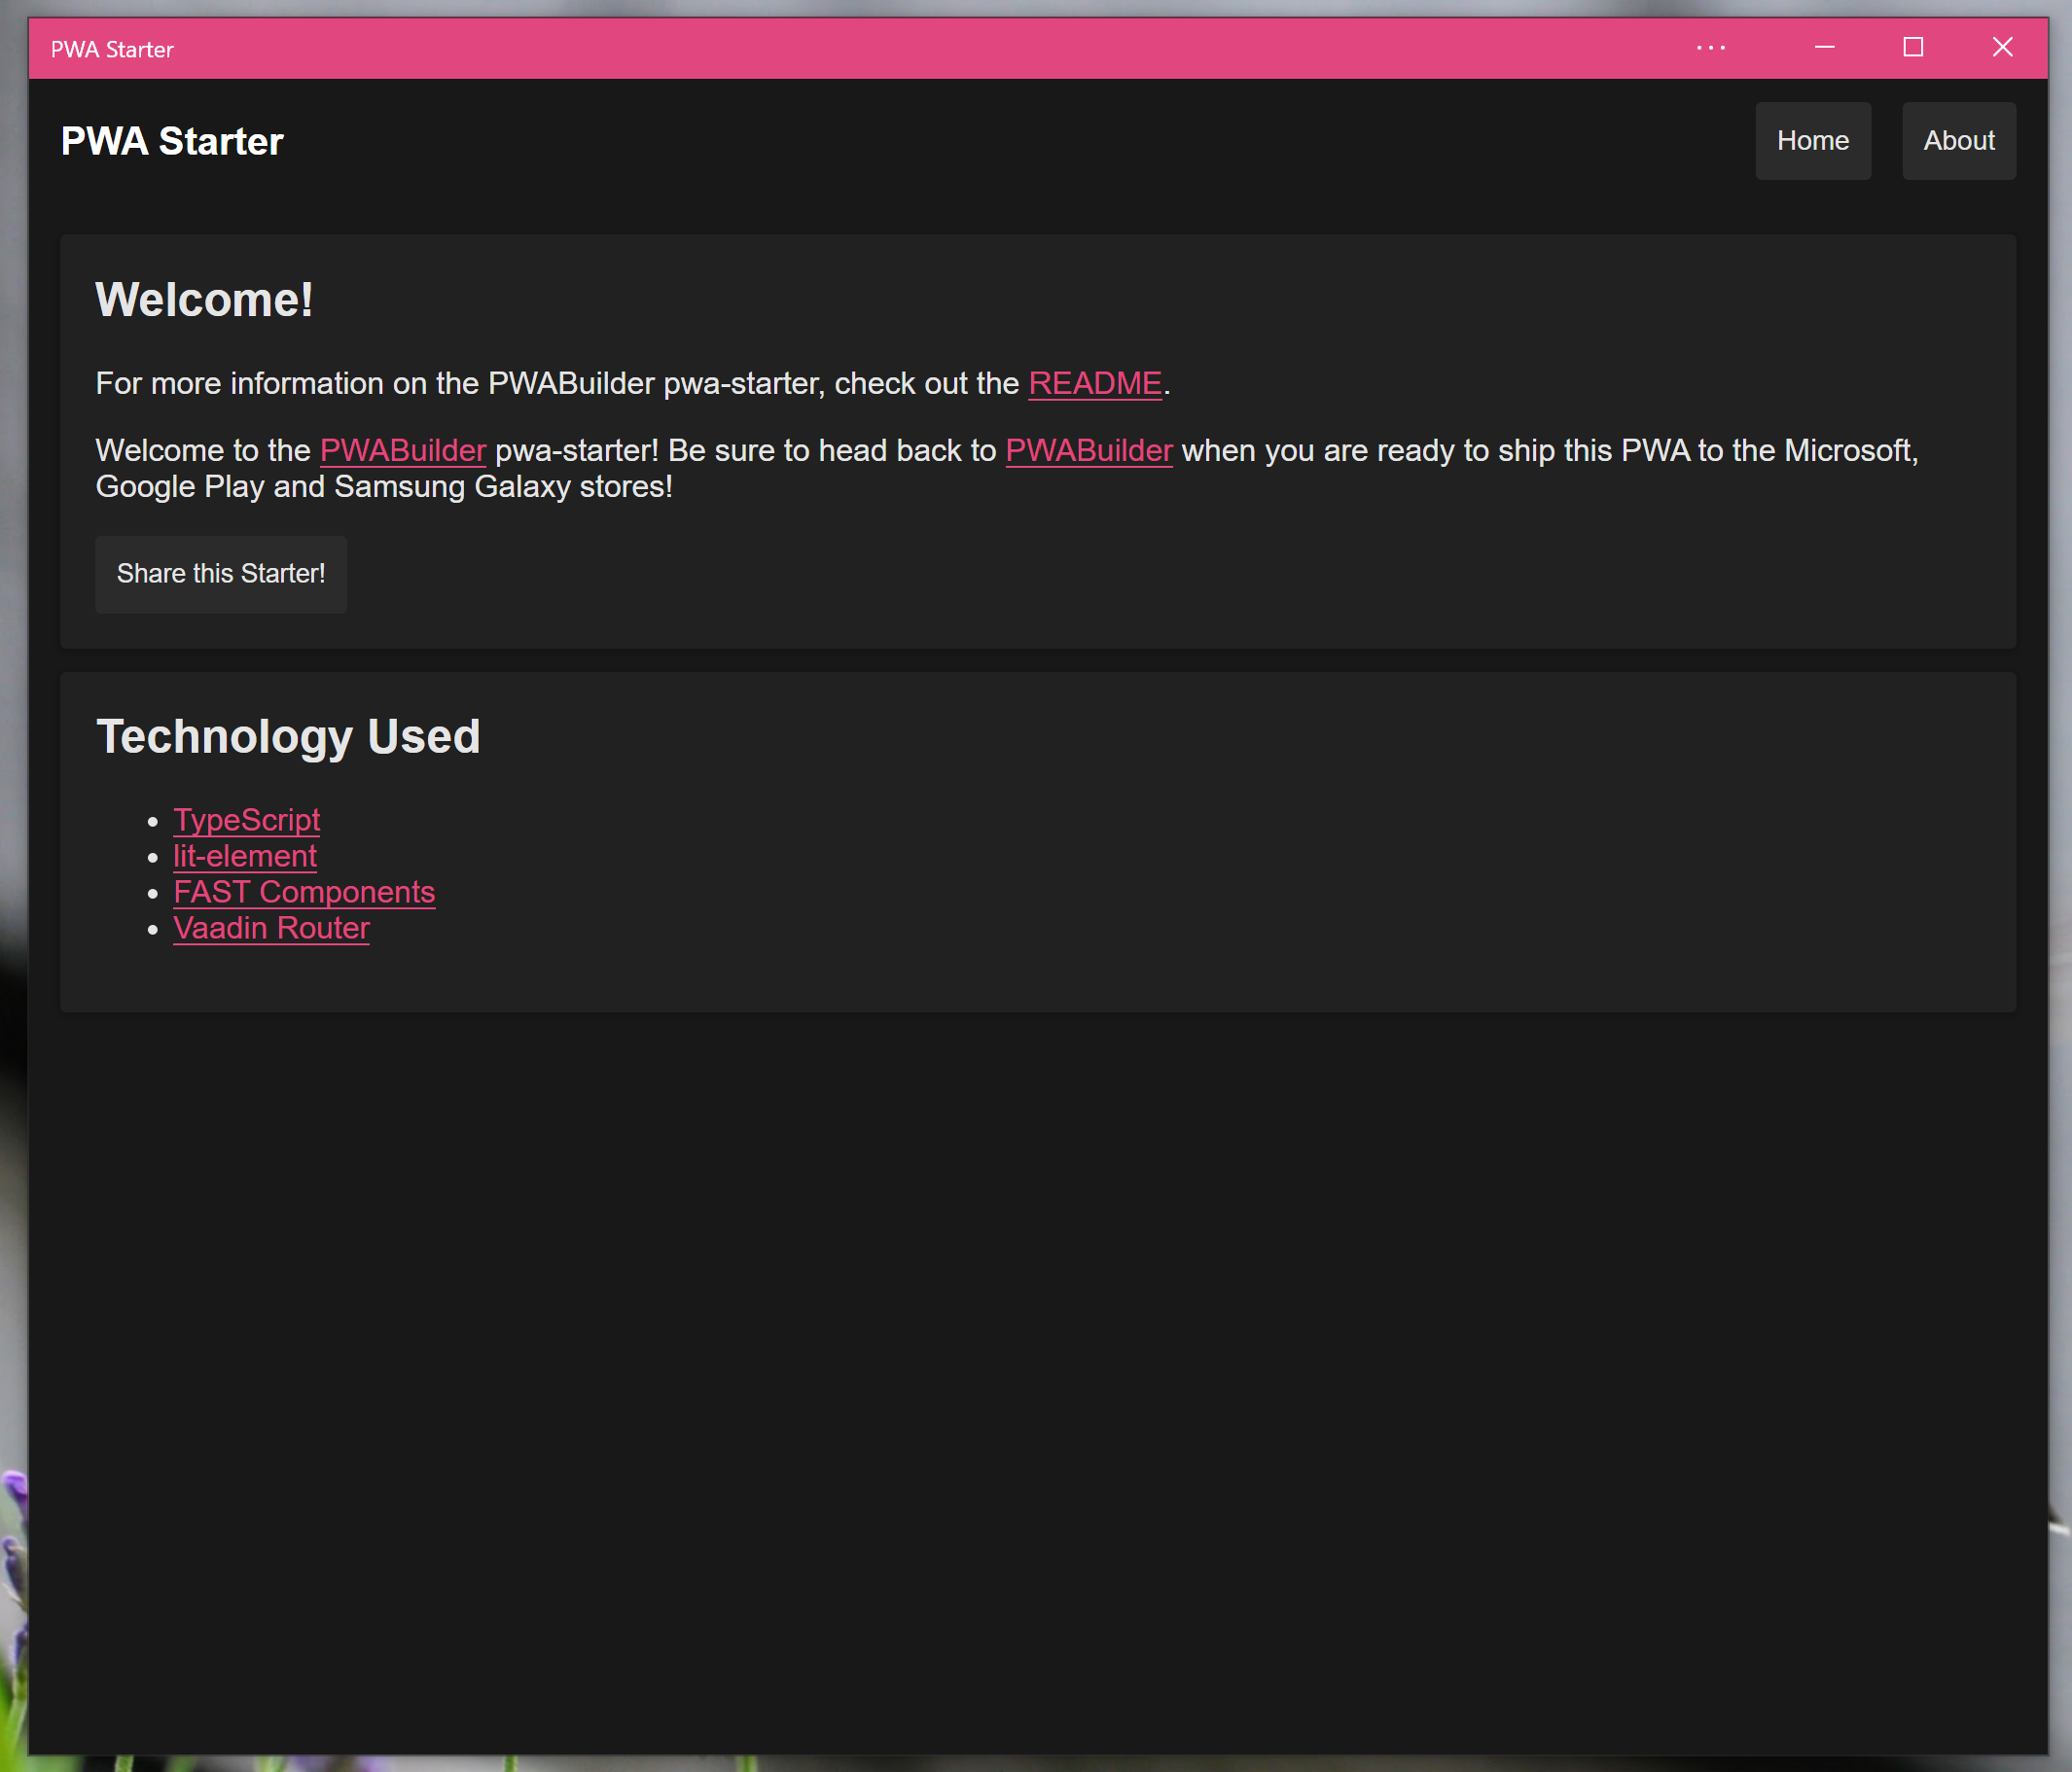 PWA Starter
PWA Starter
Home
About
Welcome!
For more information on the PWABuilder pwa-starter, check out the README.
Welcome to the PWABuilder pwa-starter! Be sure to head back to PWABuilder when you are ready to ship this PWA to the Microsoft,
Google Play and Samsung Galaxy stores!
Share this Starter!
Technology Used
TypeScript
lit-element
FAST Components
Vaadin Router